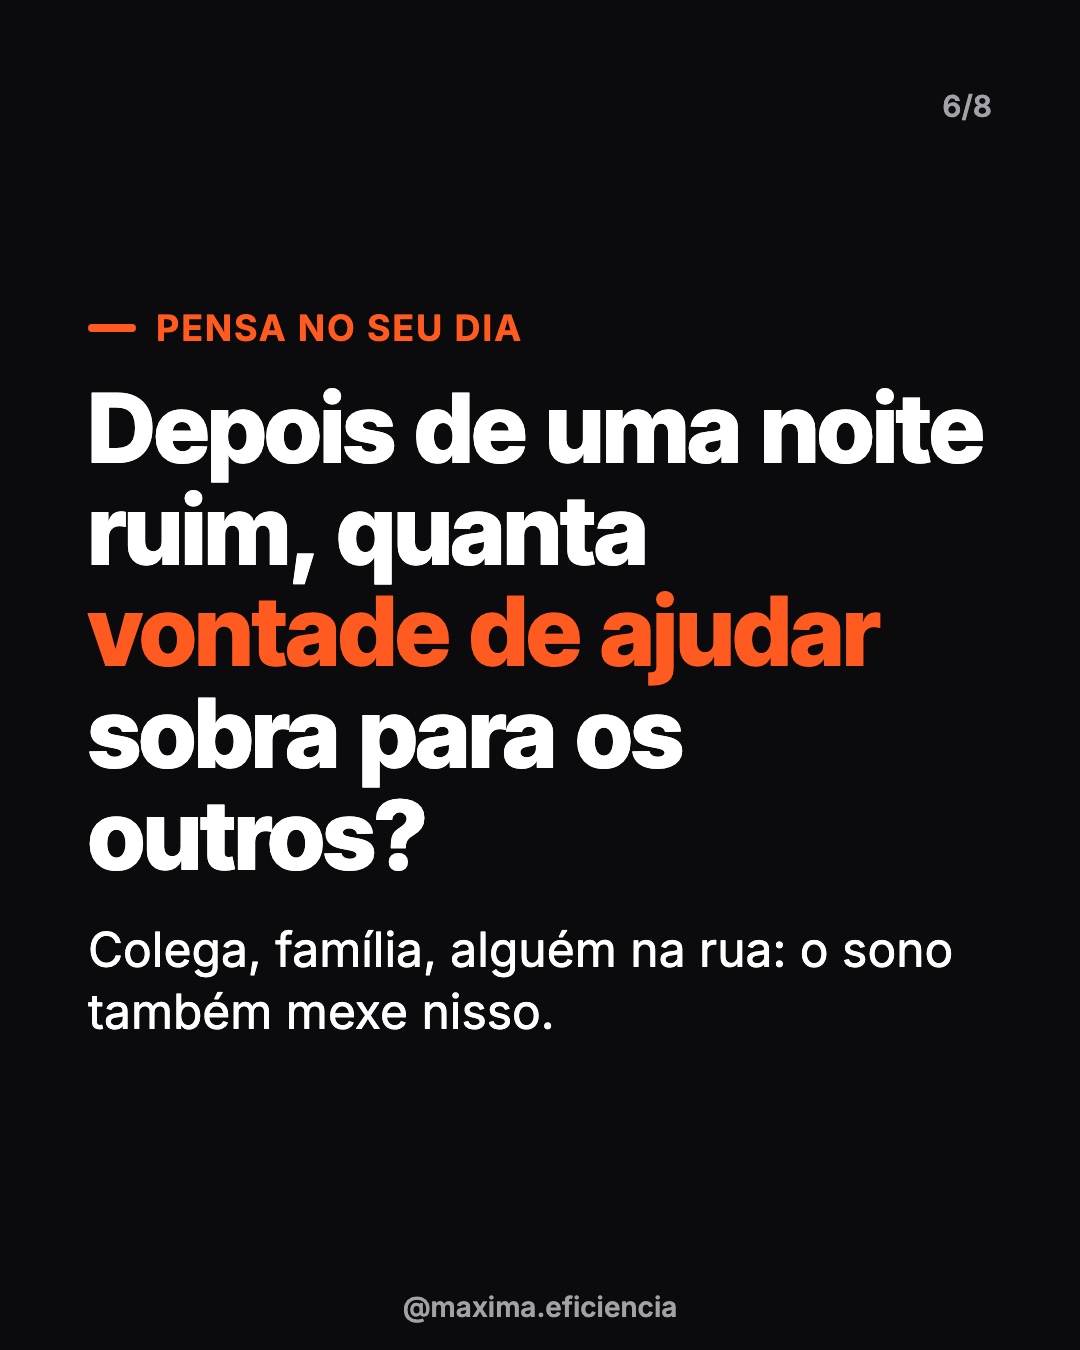 6/8
PENSA NO SEU DIA
Depois de uma noite
ruim, quanta
vontade de ajudar
sobra para os
outros?
Colega, família, alguém na rua: o sono
também mexe nisso.
@maxima.eficiencia